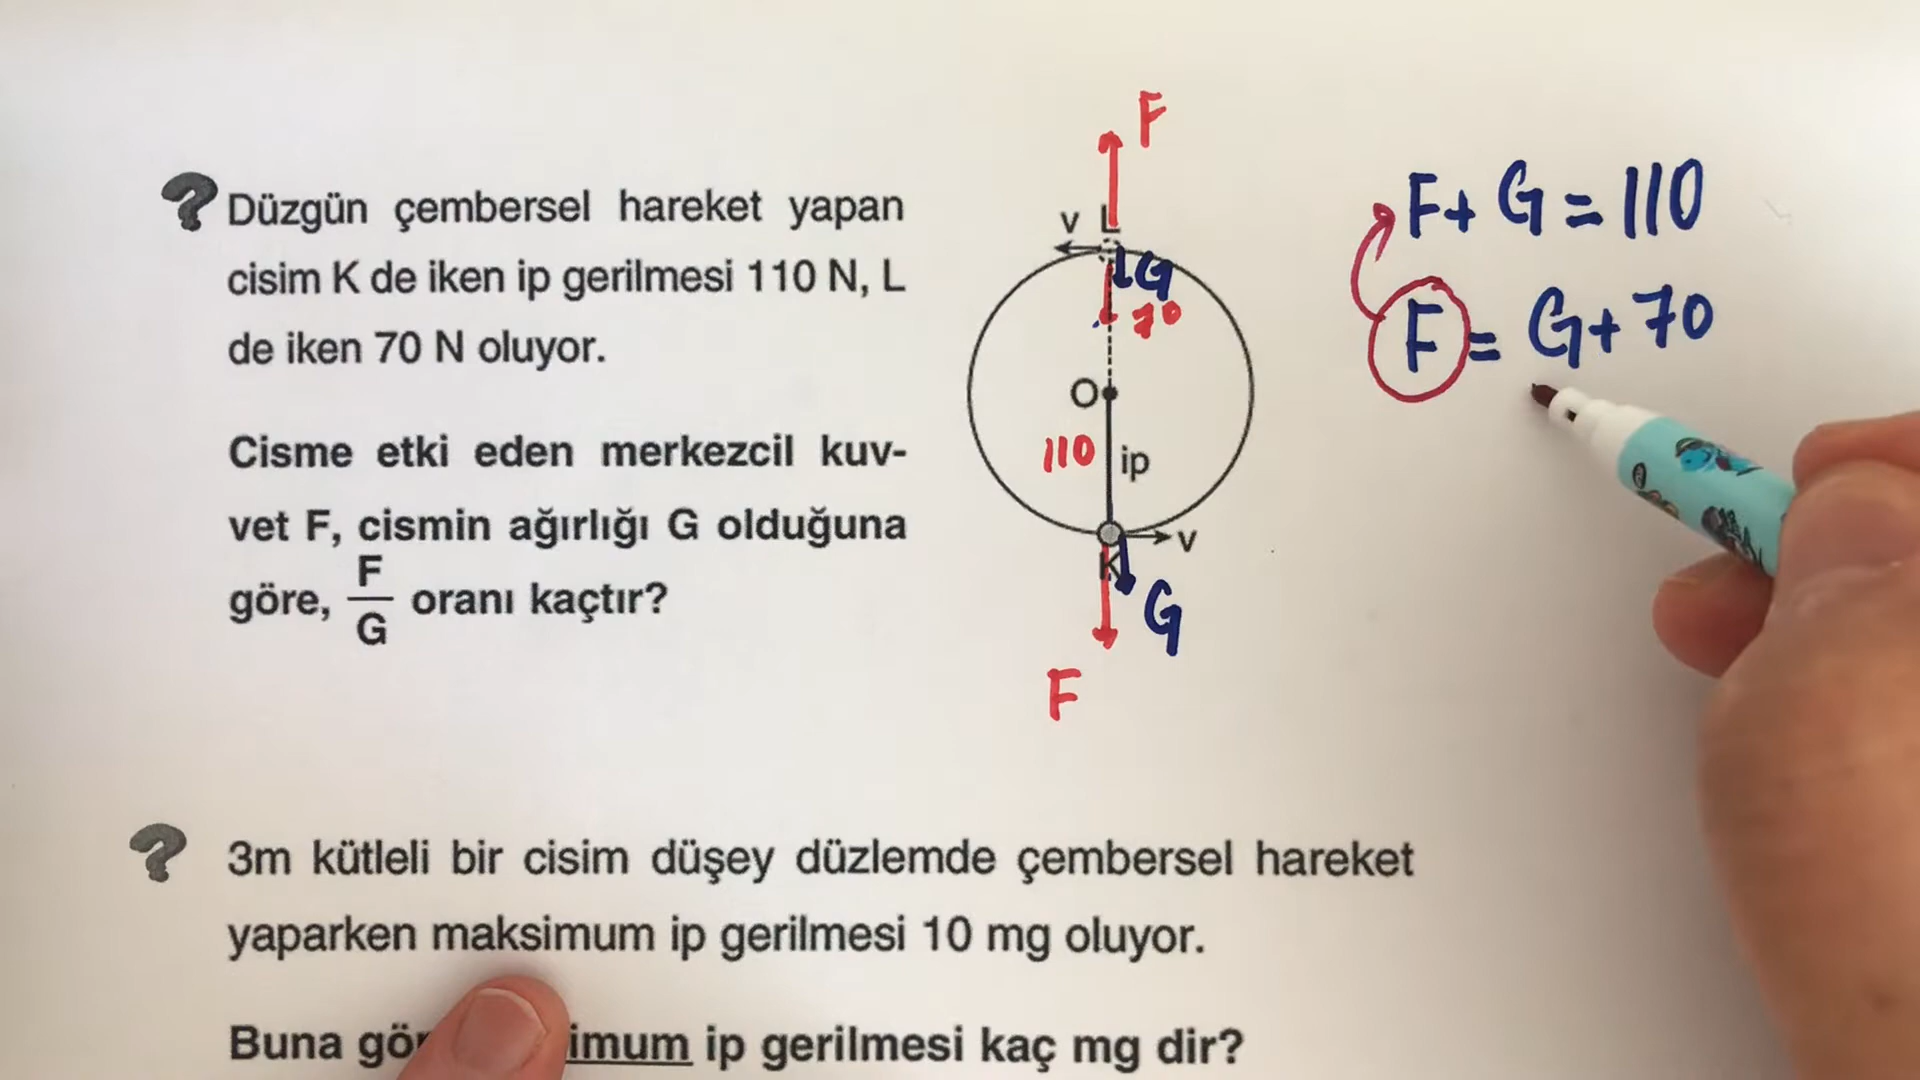 Düzgün çembersel hareket yapan
cisim K de iken ip gerilmesi 110 N, L
de iken 70 N oluyor.
Cisme etki eden merkezcil kuv-
vet F, cismin ağırlığı G olduğuna
göre, F/G oranı kaçtır?
F
v L
G
70
O
110 ip
v
K
G
F
F + G = 110
F = G + 70
3m kütleli bir cisim düşey düzlemde çembersel hareket
yaparken maksimum ip gerilmesi 10 mg oluyor.
Buna ip gerilmesi kaç mg dir?